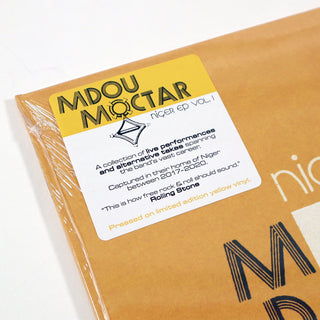 MDOU
MOCTAR
NIGER EP VOL. 1
A collection of live performances
and alternative takes spanning
the band's vast career.
Captured in their home of Niger
between 2017-2020.
"This is how free rock & roll should sound."
Rolling Stone
Pressed on limited edition yellow vinyl.
nig
M